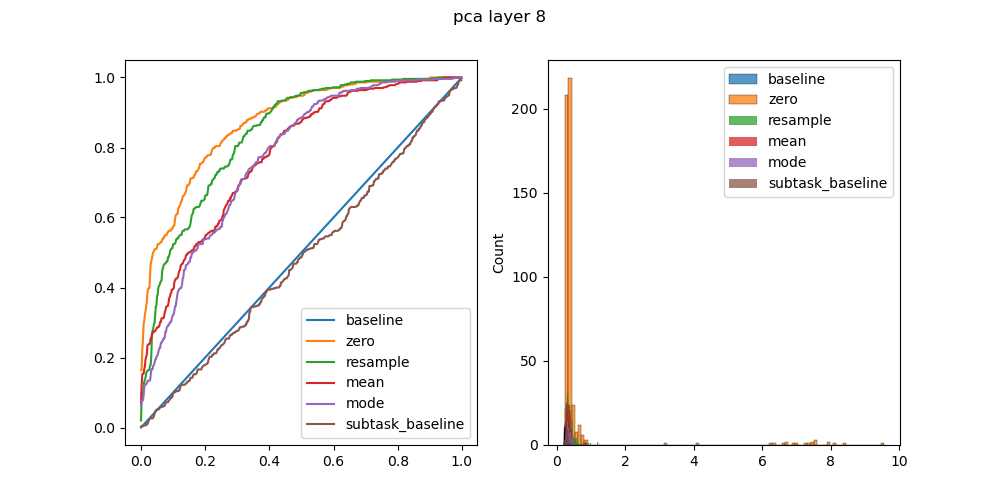 pca layer 8
1.0
0.8
0.6
0.4
0.2
0.0
0.0 0.2 0.4 0.6 0.8 1.0
baseline
zero
resample
mean
mode
subtask_baseline
Count
200
150
100
50
0
0 2 4 6 8 10
baseline
zero
resample
mean
mode
subtask_baseline